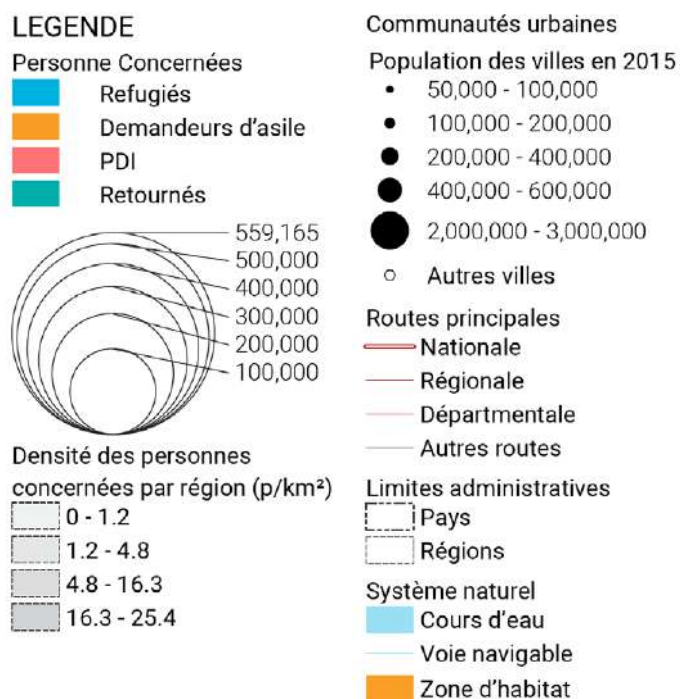 LEGENDE
Personne Concernées
Refugiés
Demandeurs d'asile
PDI
Retournés
559,165
500,000
400,000
300,000
200,000
100,000
Densité des personnes
concernées par région (p/km²)
0 - 1.2
1.2 - 4.8
4.8 - 16.3
16.3 - 25.4
Communautés urbaines
Population des villes en 2015
50,000 - 100,000
100,000 - 200,000
200,000 - 400,000
400,000 - 600,000
2,000,000 - 3,000,000
Autres villes
Routes principales
Nationale
Régionale
Départmentale
Autres routes
Limites administratives
Pays
Régions
Système naturel
Cours d'eau
Voie navigable
Zone d'habitat